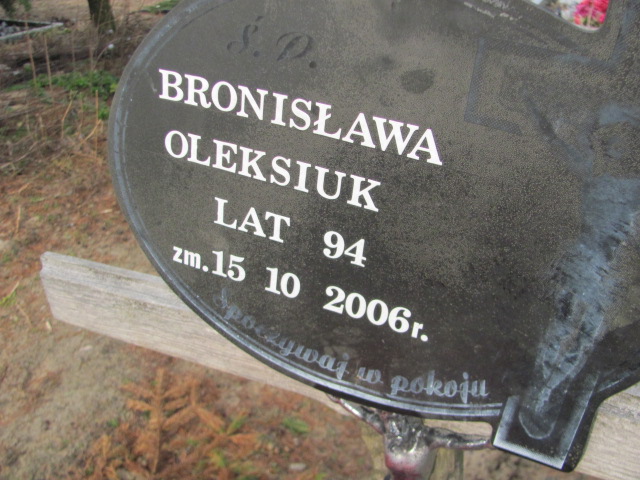 Ś. P.
BRONISŁAWA
OLEKSIUK
LAT 94
zm. 15 10 2006r.
Spoczywaj w pokoju